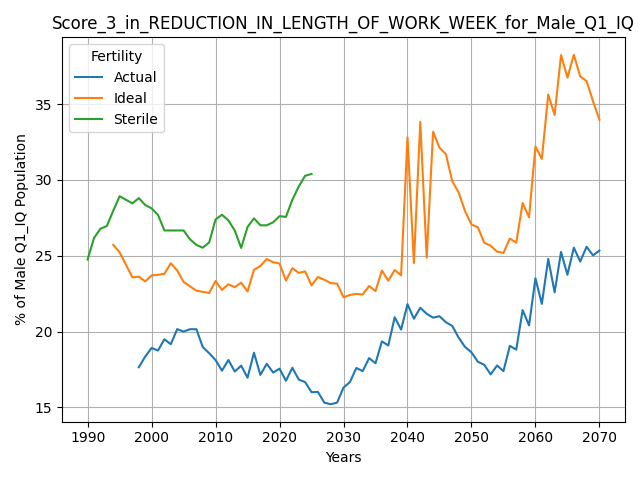 Score_3_in_REDUCTION_IN_LENGTH_OF_WORK_WEEK_for_Male_Q1_IQ
Fertility
Actual
Ideal
Sterile
% of Male Q1_IQ Population
35
30
25
20
15
1990 2000 2010 2020 2030 2040 2050 2060 2070
Years